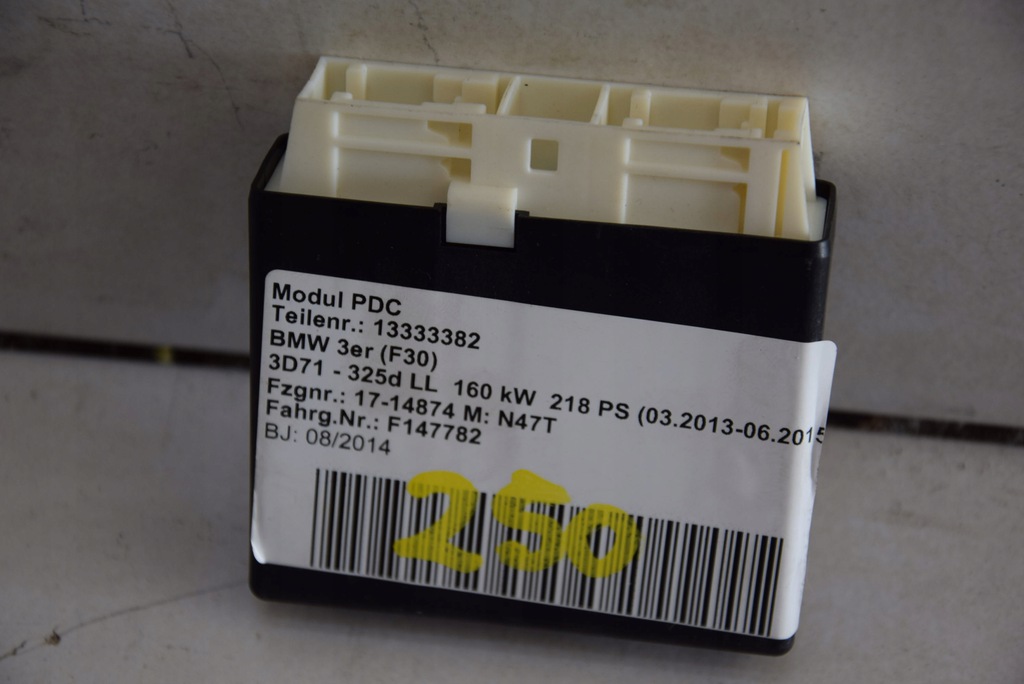 Modul PDC
Teilenr.: 13333382
BMW 3er (F30)
3D71 - 325d LL 160 kW 218 PS (03.2013-06.2015
Fzgnr.: 17-14874 M: N47T
Fahrg.Nr.: F147782
BJ: 08/2014
250